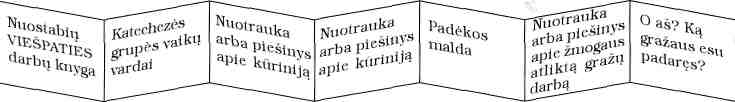 Nuostabių
VIEŠPATIES
darbų knyga
Katechezės
grupės vaikų
vardai
Nuotrauka
arba piešinys
apie kūriniją
Nuotrauka
arba piešinys
apie kūriniją
Padėkos
malda
Nuotrauka
arba piešinys
apie žmogaus
atliktą gražų
darbą
O aš? Ką
gražaus esu
padaręs?